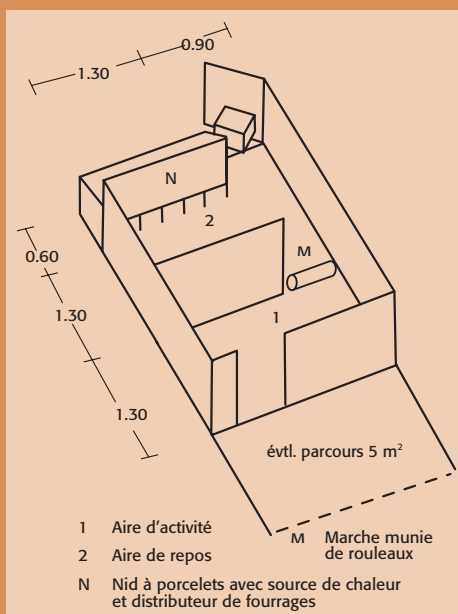 0.90
1.30
N
2
M
0.60
1
1.30
1.30
évtl. parcours 5 m²
1 Aire d'activité
2 Aire de repos
M Marche munie
de rouleaux
N Nid à porcelets avec source de chaleur
et distributeur de fourrages